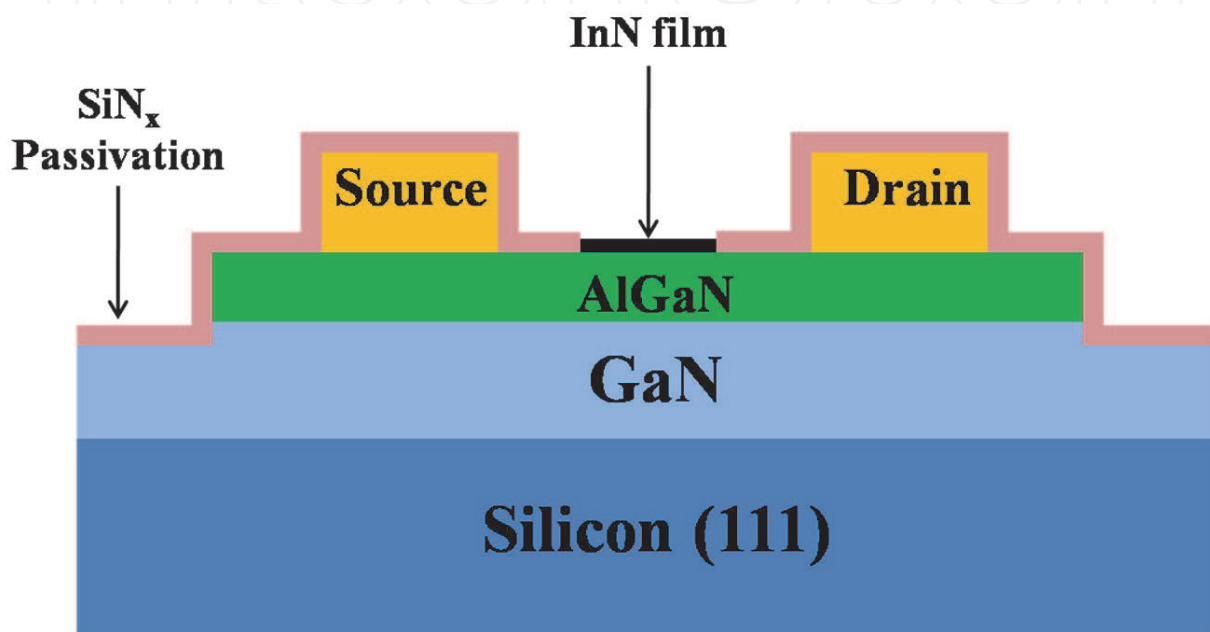 InN film
SiNₓ
Passivation
Source
Drain
AlGaN
GaN
Silicon (111)